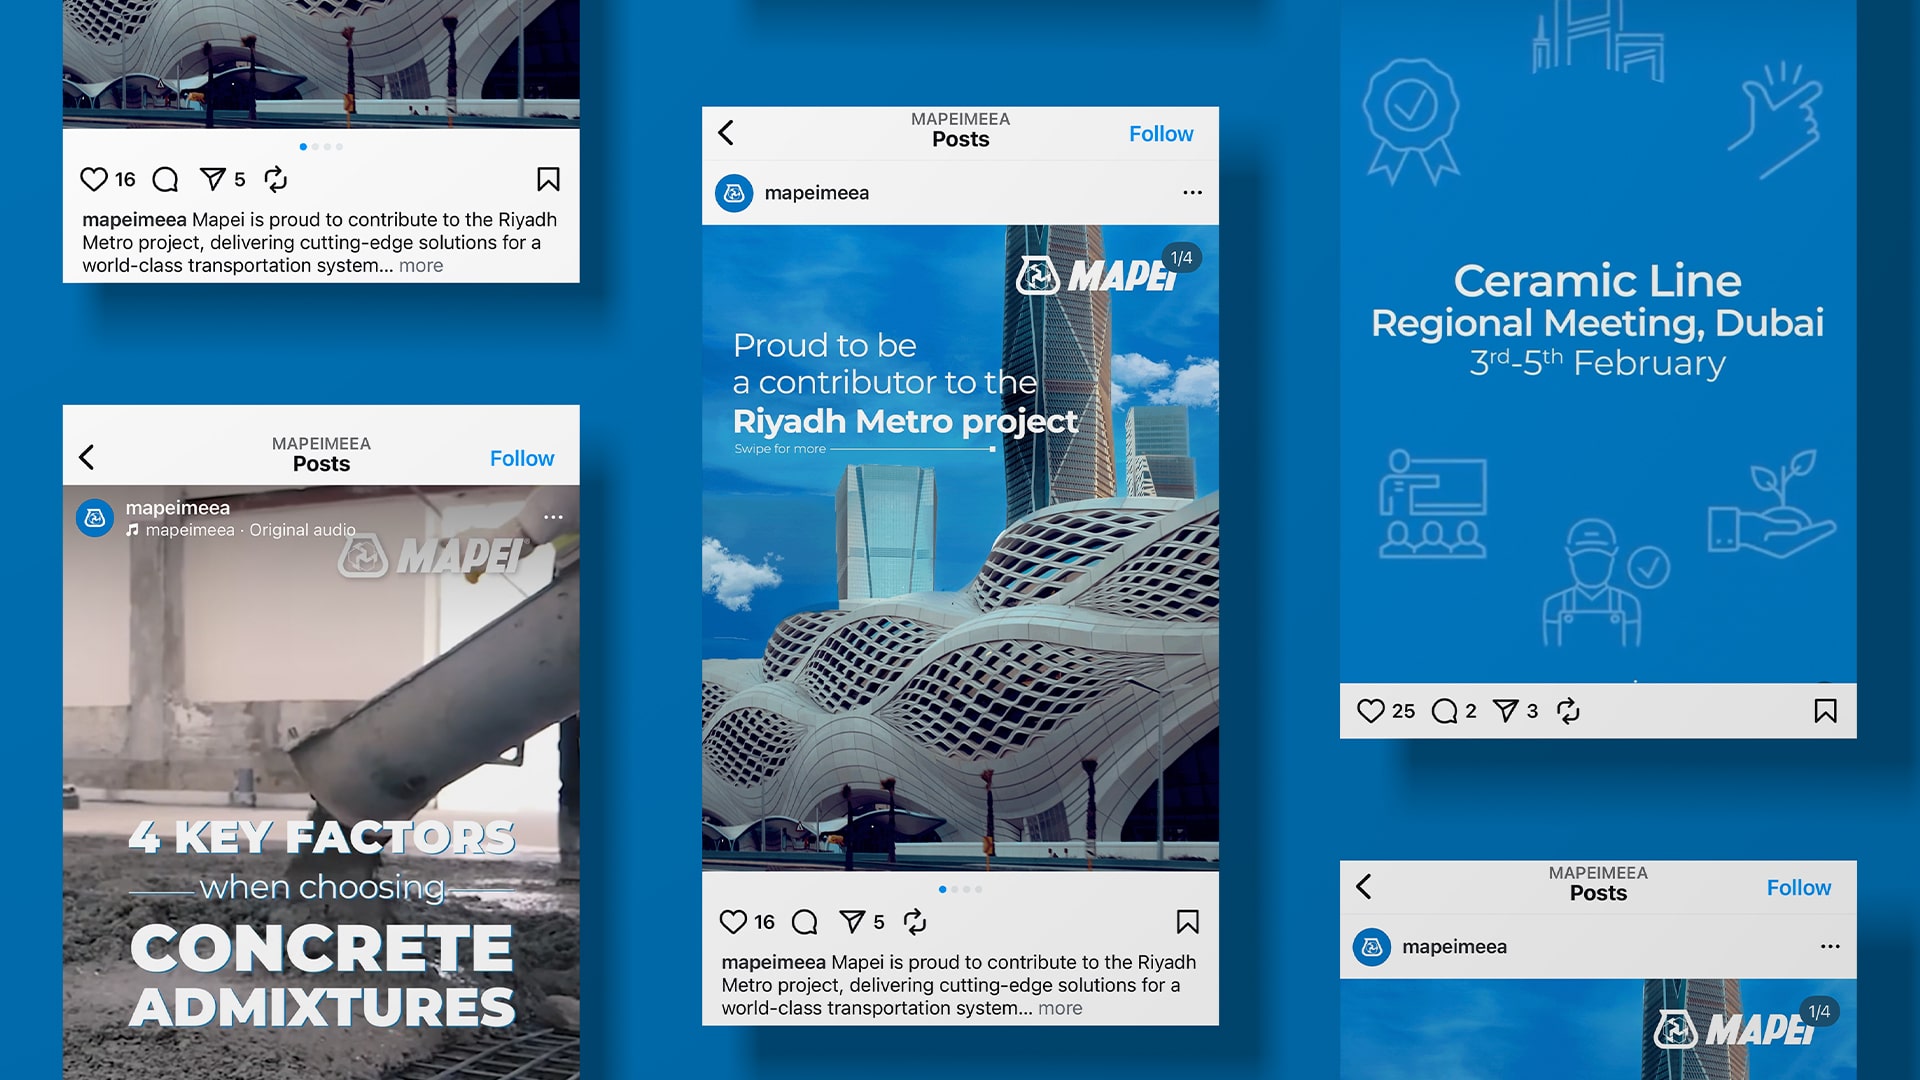 16
5
mapeimeea Mapei is proud to contribute to the Riyadh
Metro project, delivering cutting-edge solutions for a
world-class transportation system... more
MAPEIMEEA
Posts
Follow
mapeimeea
mapeimeea · Original audio
MAPEI
4 KEY FACTORS
when choosing
CONCRETE
ADMIXTURES
MAPEIMEEA
Posts
Follow
mapeimeea
1/4
MAPEI
Proud to be
a contributor to the
Riyadh Metro project
Swipe for more
16
5
mapeimeea Mapei is proud to contribute to the Riyadh
Metro project, delivering cutting-edge solutions for a
world-class transportation system... more
Ceramic Line
Regional Meeting, Dubai
3rd-5th February
25
2
3
MAPEIMEEA
Posts
Follow
mapeimeea
1/4
MAPEI